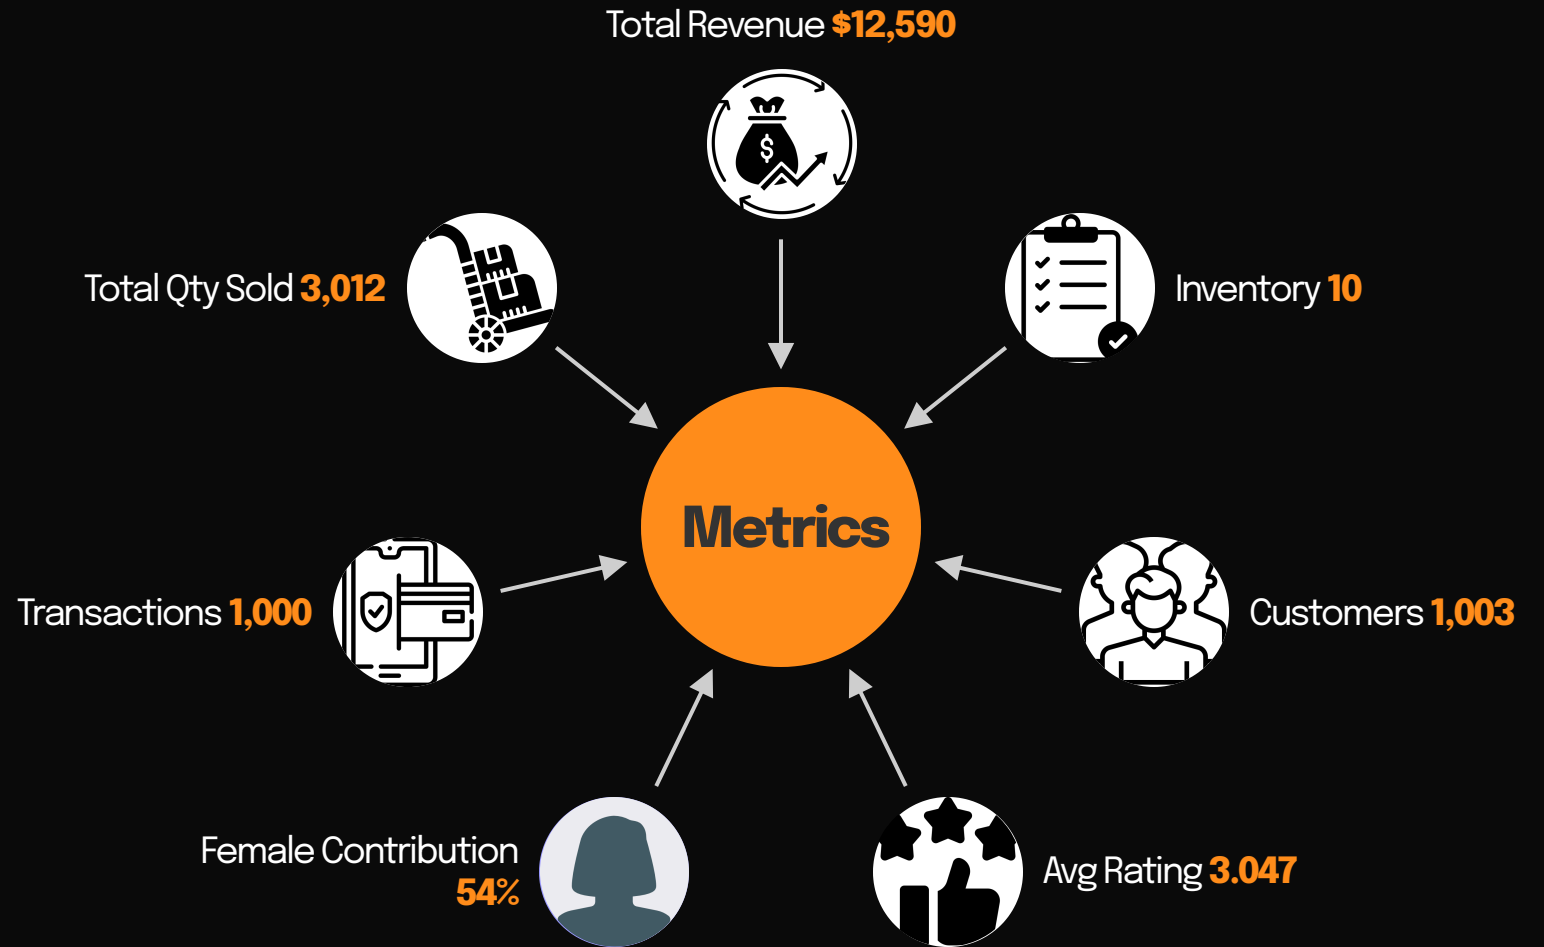 Total Revenue $12,590
Total Qty Sold 3,012
Inventory 10
Metrics
Transactions 1,000
Customers 1,003
Female Contribution
54%
Avg Rating 3.047